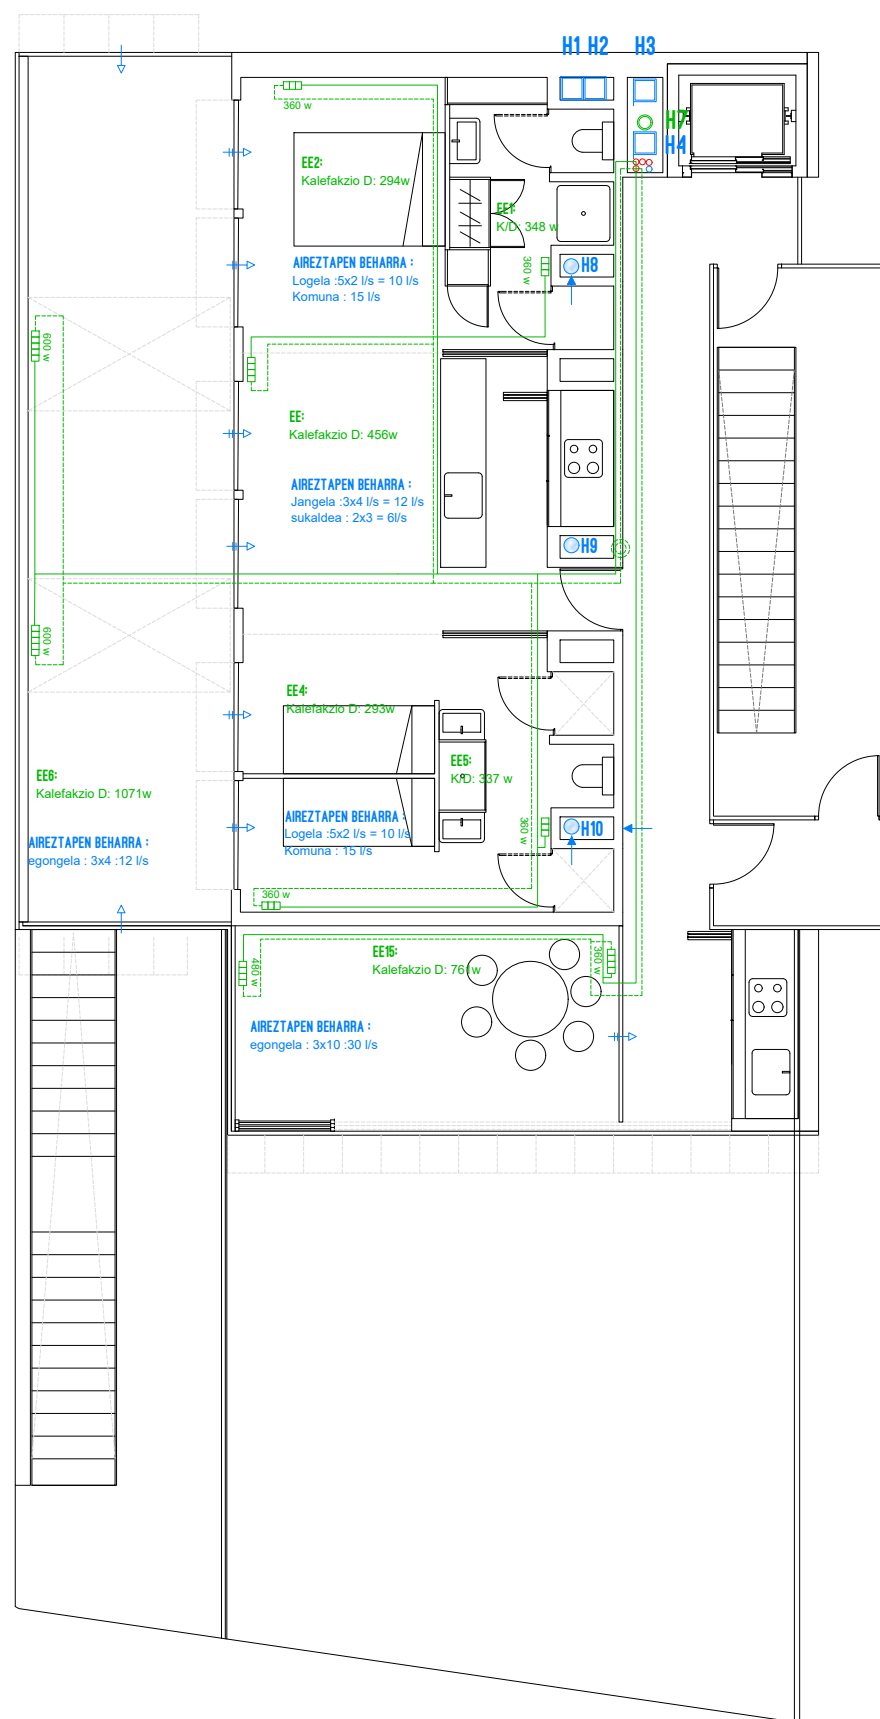 H1 H2 H3
360 w
H7
H4
EE2:
Kalefakzio D: 294w
EE1:
K/D: 348 w
AIREZTAPEN BEHARRA :
Logela :5x2 l/s = 10 l/s
Komuna : 15 l/s
360 w
H8
600 w
EE:
Kalefakzio D: 456w
AIREZTAPEN BEHARRA :
Jangela :3x4 l/s = 12 l/s
sukaldea : 2x3 = 6l/s
H9
600 w
EE4:
Kalefakzio D: 293w
EE5:
K/D: 337 w
EE6:
Kalefakzio D: 1071w
AIREZTAPEN BEHARRA :
Logela :5x2 l/s = 10 l/s
Komuna : 15 l/s
360 w
H10
AIREZTAPEN BEHARRA :
egongela : 3x4 :12 l/s
360 w
EE15:
Kalefakzio D: 761w
480 w
360 w
AIREZTAPEN BEHARRA :
egongela : 3x10 :30 l/s